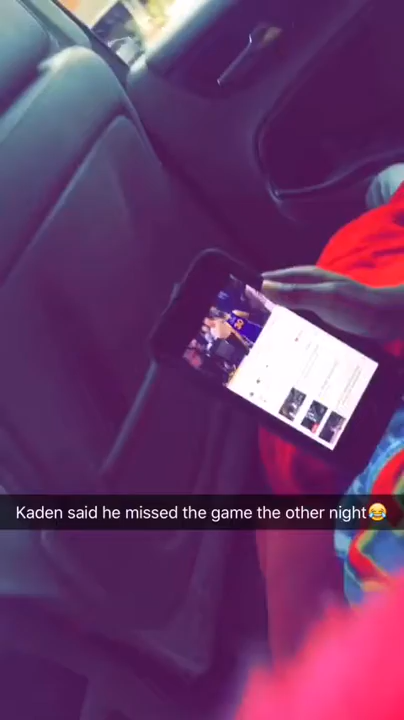 Kaden said he missed the game the other night😂